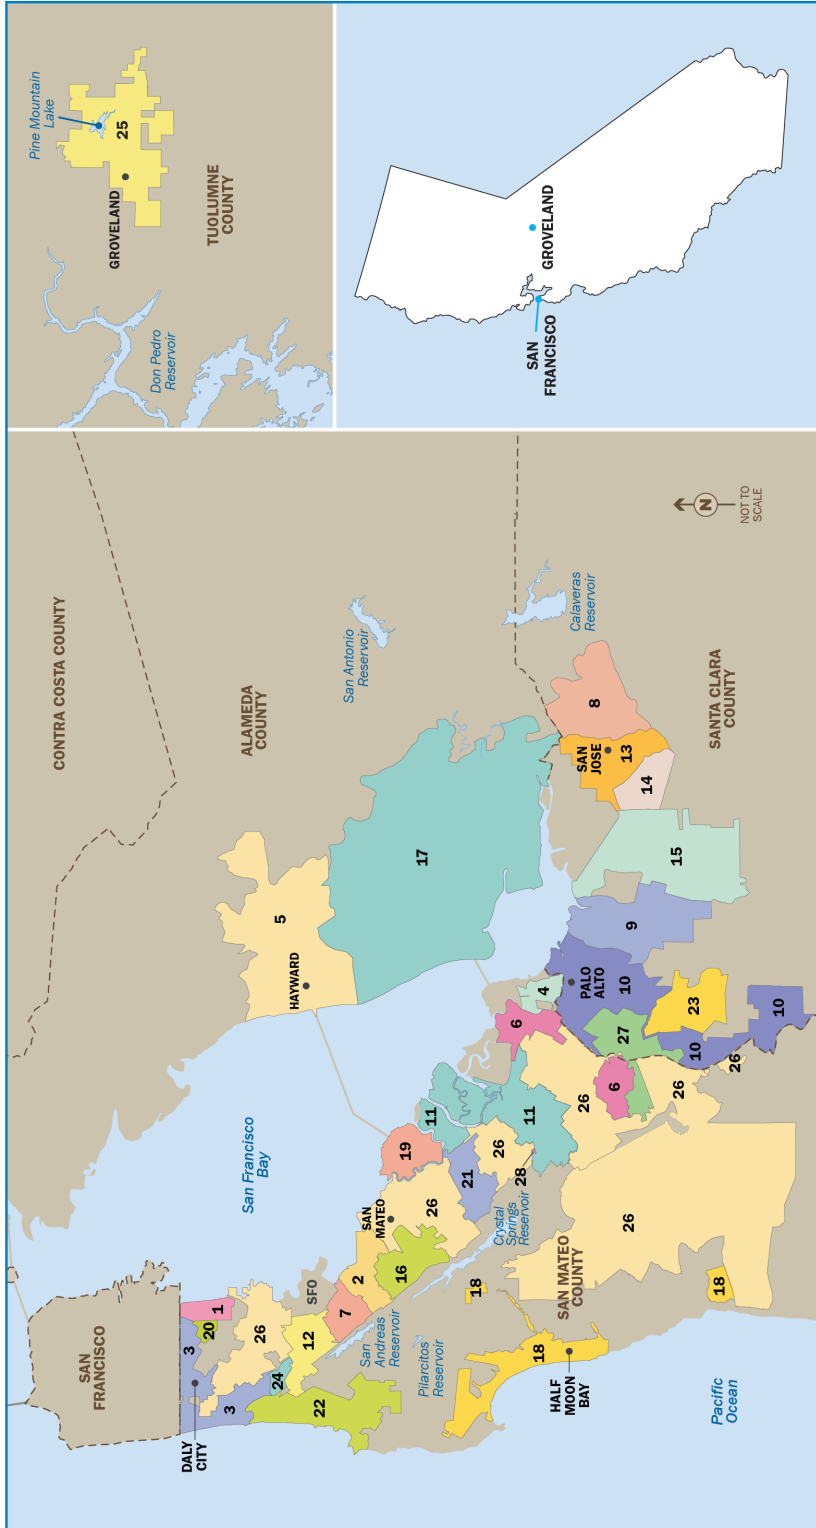 SAN
FRANCISCO
DALY
CITY
3
3
20
1
26
24
12
22
SFO
7
2
16
San
Andreas
Reservoir
Pilarcitos
Reservoir
SAN
MATEO
26
19
11
21
26
28
11
Crystal
Springs
Reservoir
18
18
18
HALF
MOON
BAY
SAN MATEO
COUNTY
26
Pacific
Ocean
San Francisco
Bay
CONTRA COSTA COUNTY
ALAMEDA
COUNTY
HAYWARD
5
17
San Antonio
Reservoir
Calaveras
Reservoir
6
4
26
6
27
26
26
PALO
ALTO
10
10
10
23
9
15
14
SAN
JOSE
13
8
SANTA CLARA
COUNTY
N
NOT TO
SCALE
Pine Mountain
Lake
25
GROVELAND
TUOLUMNE
COUNTY
Don Pedro
Reservoir
SAN
FRANCISCO
GROVELAND